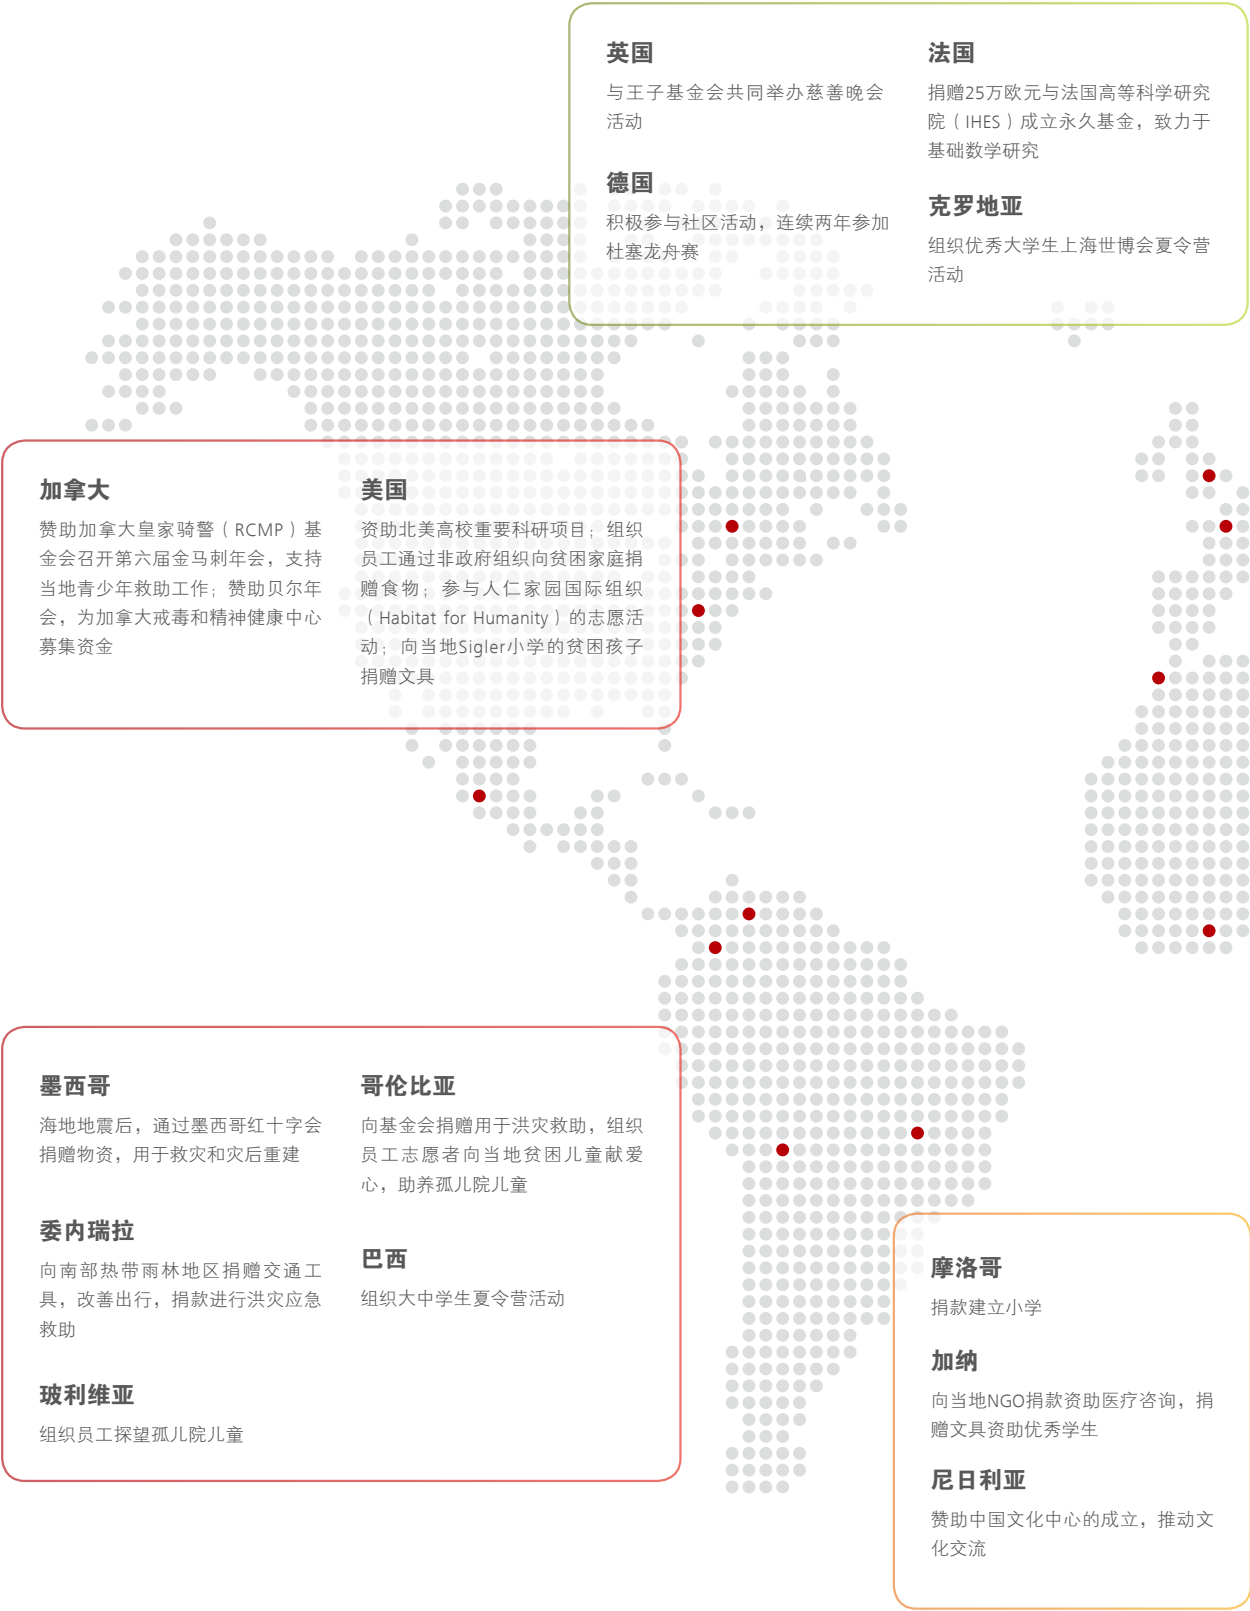 英国
与王子基金会共同举办慈善晚会
活动
德国
积极参与社区活动，连续两年参加
杜塞龙舟赛
法国
捐赠25万欧元与法国高等科学研究
院（IHES）成立永久基金，致力于
基础数学研究
克罗地亚
组织优秀大学生上海世博会夏令营
活动
加拿大
赞助加拿大皇家骑警（RCMP）基
金会召开第六届金马刺年会，支持
当地青少年救助工作；赞助贝尔年
会，为加拿大戒毒和精神健康中心
募集资金
美国
资助北美高校重要科研项目；组织
员工通过非政府组织向贫困家庭捐
赠食物；参与人仁家园国际组织
（Habitat for Humanity）的志愿活
动；向当地Sigler小学的贫困孩子
捐赠文具
墨西哥
海地地震后，通过墨西哥红十字会
捐赠物资，用于救灾和灾后重建
委内瑞拉
向南部热带雨林地区捐赠交通工
具，改善出行，捐款进行洪灾应急
救助
玻利维亚
组织员工探望孤儿院儿童
哥伦比亚
向基金会捐赠用于洪灾救助，组织
员工志愿者向当地贫困儿童献爱
心，助养孤儿院儿童
巴西
组织大中学生夏令营活动
摩洛哥
捐款建立小学
加纳
向当地NGO捐款资助医疗咨询，捐
赠文具资助优秀学生
尼日利亚
赞助中国文化中心的成立，推动文
化交流